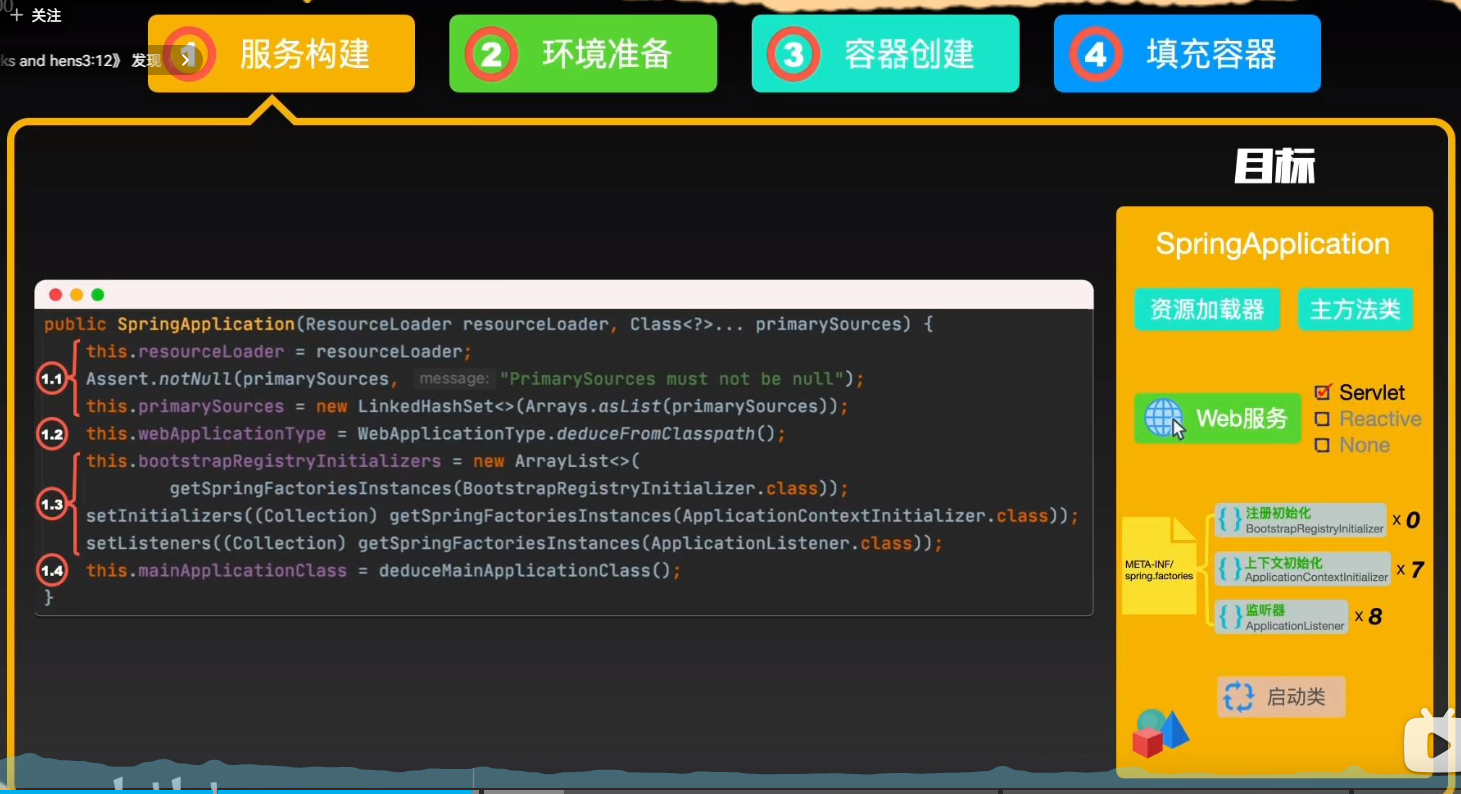 + 关注
ks and hens3:12》 发现
1 服务构建
2 环境准备
3 容器创建
4 填充容器
目标
public SpringApplication(ResourceLoader resourceLoader, Class<?>... primarySources) {
this.resourceLoader = resourceLoader;
1.1 Assert.notNull(primarySources, message: "PrimarySources must not be null");
this.primarySources = new LinkedHashSet<>(Arrays.asList(primarySources));
1.2 this.webApplicationType = WebApplicationType.deduceFromClasspath();
this.bootstrapRegistryInitializers = new ArrayList<>(
getSpringFactoriesInstances(BootstrapRegistryInitializer.class));
1.3 setInitializers((Collection) getSpringFactoriesInstances(ApplicationContextInitializer.class));
setListeners((Collection) getSpringFactoriesInstances(ApplicationListener.class));
1.4 this.mainApplicationClass = deduceMainApplicationClass();
}
SpringApplication
资源加载器 主方法类
Web服务
Servlet
Reactive
None
META-INF/
spring.factories
{ } 注册初始化
BootstrapRegistryInitializer x 0
{ } 上下文初始化
ApplicationContextInitializer x 7
{ } 监听器
ApplicationListener x 8
启动类